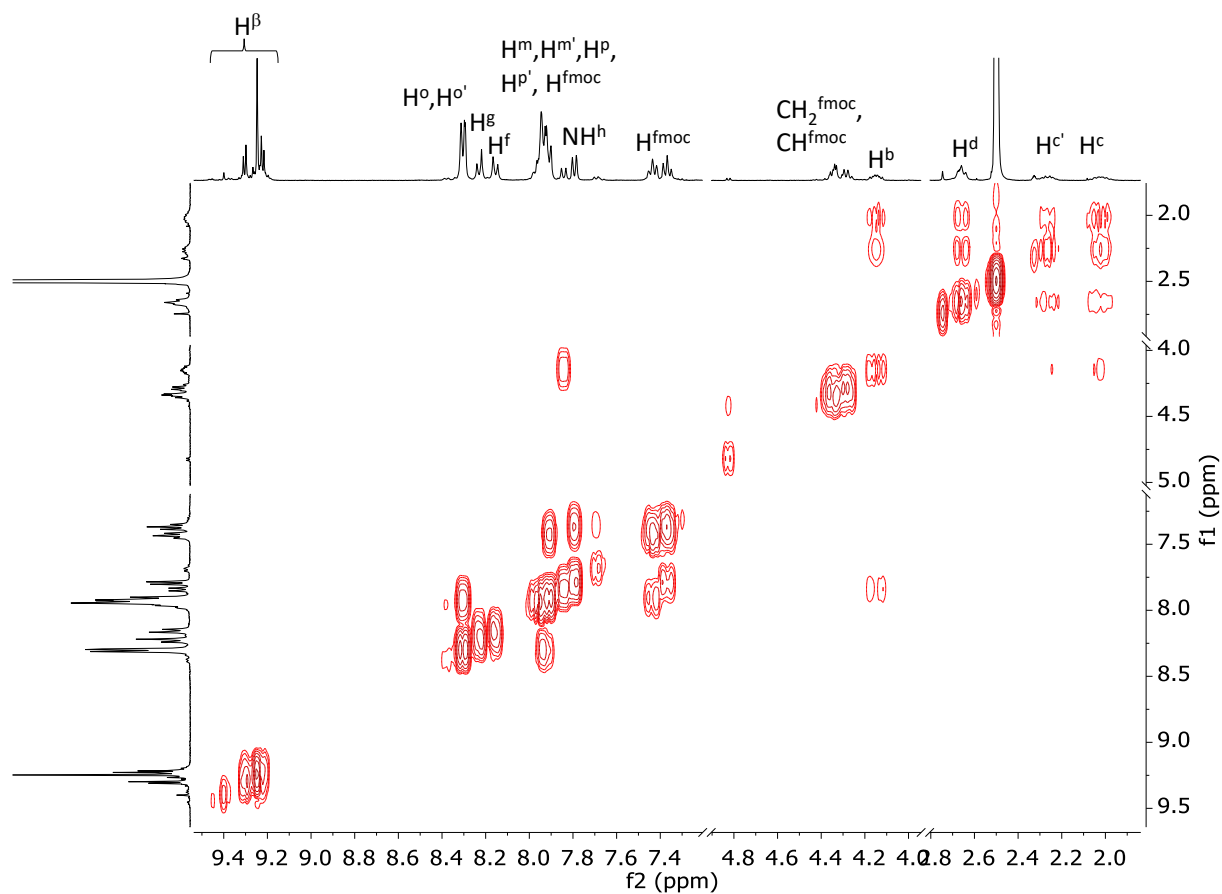 Hβ
Hᵐ,Hᵐ',Hᵖ,
Hᵖ', Hᶠᵐᵒᶜ
Hᵒ,Hᵒ'
Hᵍ
Hᶠ
NHʰ
Hᶠᵐᵒᶜ
CH₂ᶠᵐᵒᶜ,
CHᶠᵐᵒᶜ
Hᵇ
Hᵈ
Hᶜ'
Hᶜ
2.0
2.5
4.0
4.5
5.0
7.5
8.0
8.5
9.0
9.5
f1 (ppm)
9.4 9.2 9.0 8.8 8.6 8.4 8.2 8.0 7.8 7.6 7.4 4.8 4.6 4.4 4.2 4.0 2.8 2.6 2.4 2.2 2.0
f2 (ppm)